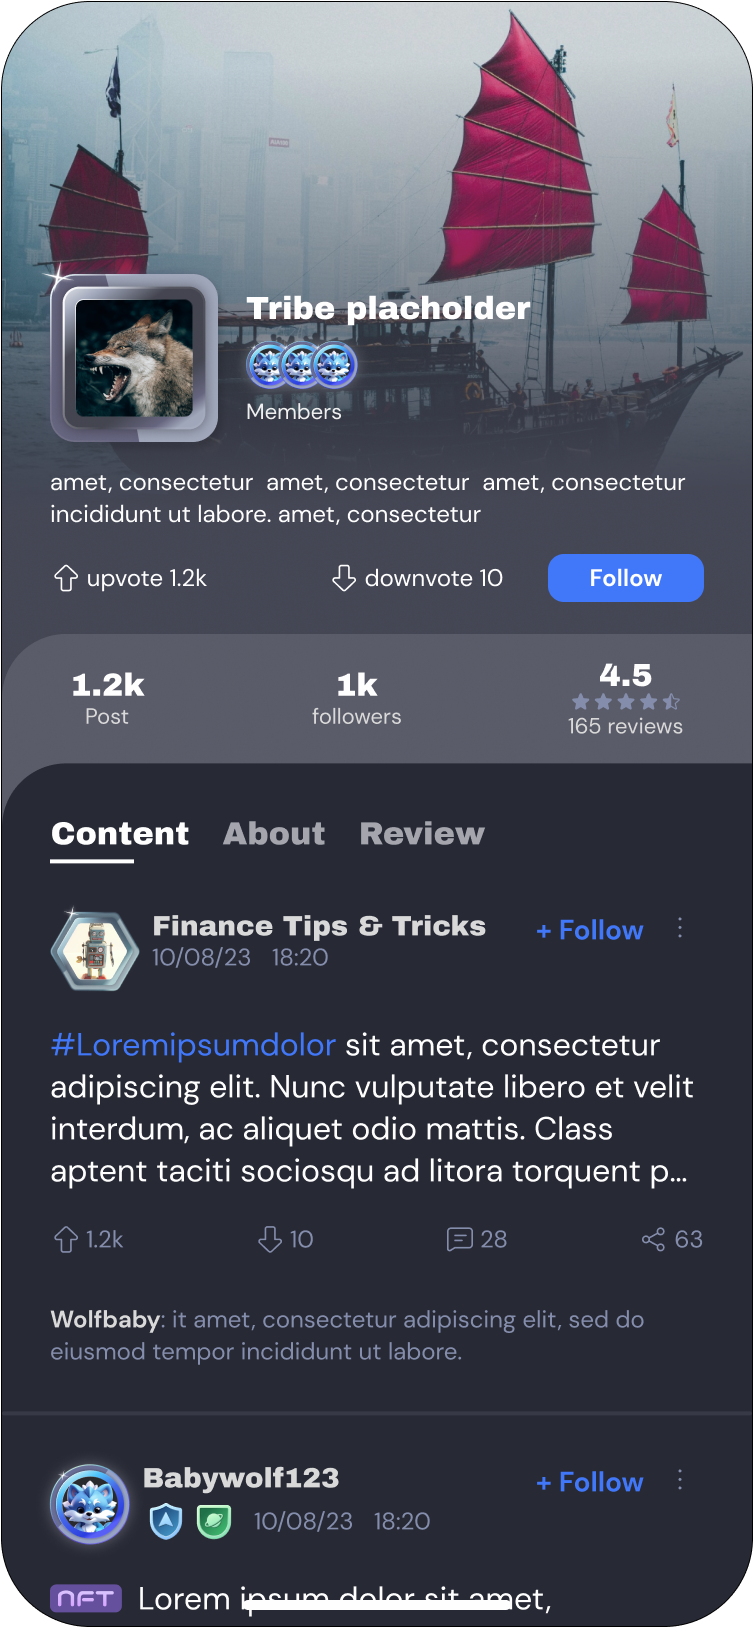 Tribe placholder
Members
amet, consectetur amet, consectetur amet, consectetur
incididunt ut labore. amet, consectetur
upvote 1.2k
downvote 10
Follow
1.2k
Post
1k
followers
4.5
165 reviews
Content
About
Review
Finance Tips & Tricks
+ Follow
10/08/23 18:20
#Loremipsumdolor sit amet, consectetur
adipiscing elit. Nunc vulputate libero et velit
interdum, ac aliquet odio mattis. Class
aptent taciti sociosqu ad litora torquent p...
1.2k
10
28
63
Wolfbaby: it amet, consectetur adipiscing elit, sed do
eiusmod tempor incididunt ut labore.
Babywolf123
+ Follow
10/08/23 18:20
NFT Lorem ipsum dolor sit amet,